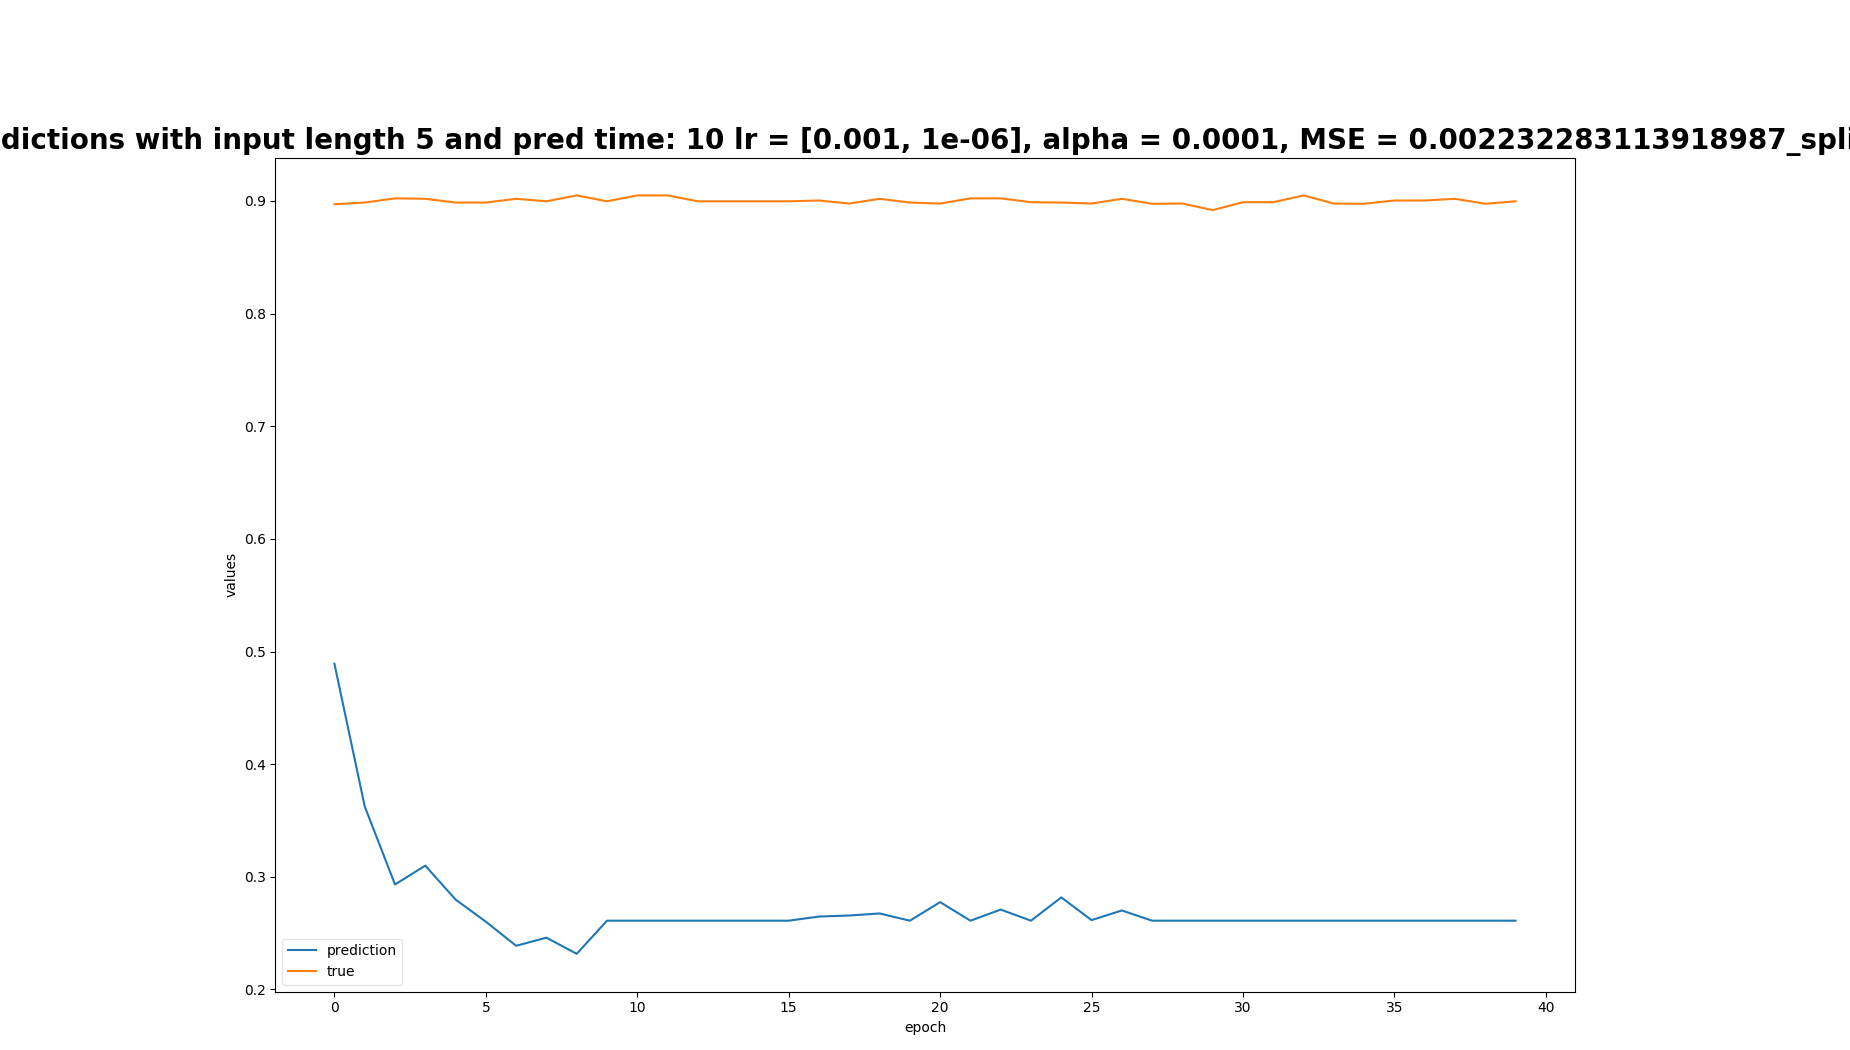 dictions with input length 5 and pred time: 10 lr = [0.001, 1e-06], alpha = 0.0001, MSE = 0.002232283113918987_spli
0.9
0.8
0.7
0.6
0.5
0.4
0.3
0.2
values
prediction
true
0 5 10 15 20 25 30 35 40
epoch